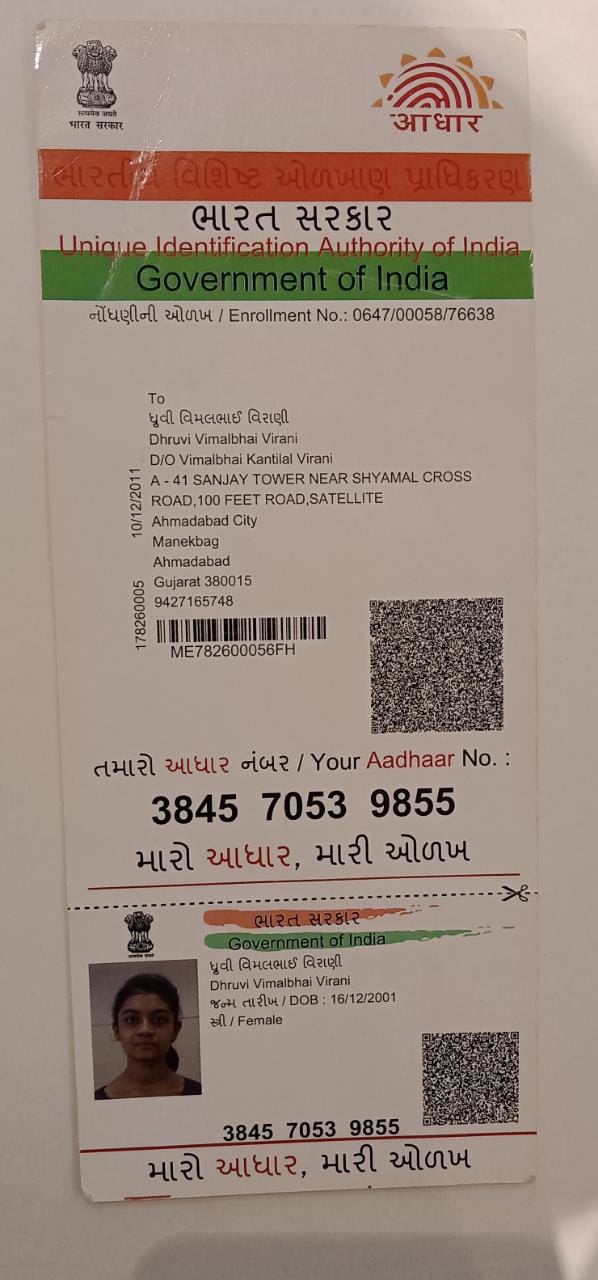 सत्यमेव जयते
भारत सरकार
आधार
ભારતીય વિશિષ્ટ ઓળખાણ પ્રાધિકરણ
ભારત સરકાર
Unique Identification Authority of India
Government of India
નોંધણીની ઓળખ / Enrollment No.: 0647/00058/76638
To
ધ્રુવી વિમલભાઈ વિરાણી
Dhruvi Vimalbhai Virani
D/O Vimalbhai Kantilal Virani
A - 41 SANJAY TOWER NEAR SHYAMAL CROSS
ROAD,100 FEET ROAD,SATELLITE
Ahmadabad City
Manekbag
Ahmadabad
Gujarat 380015
9427165748
10/12/2011
178260005
ME782600056FH
તમારો આધાર નંબર / Your Aadhaar No. :
3845 7053 9855
મારો આધાર, મારી ઓળખ
सत्यमेव जयते
ભારત સરકાર
Government of India
ધ્રુવી વિમલભાઈ વિરાણી
Dhruvi Vimalbhai Virani
જન્મ તારીખ / DOB : 16/12/2001
સ્ત્રી / Female
3845 7053 9855
મારો આધાર, મારી ઓળખ